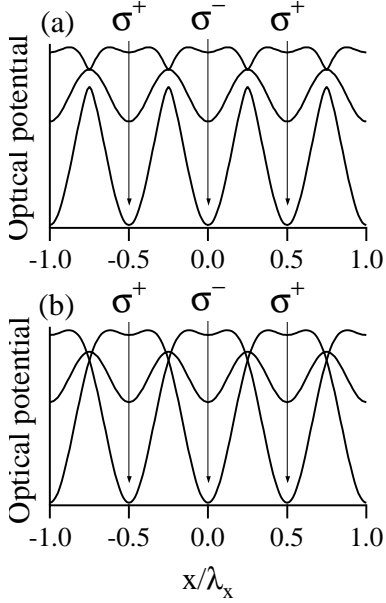 (a) σ+ σ− σ+
Optical potential
-1.0 -0.5 0.0 0.5 1.0
(b) σ+ σ− σ+
Optical potential
-1.0 -0.5 0.0 0.5 1.0
x/λx